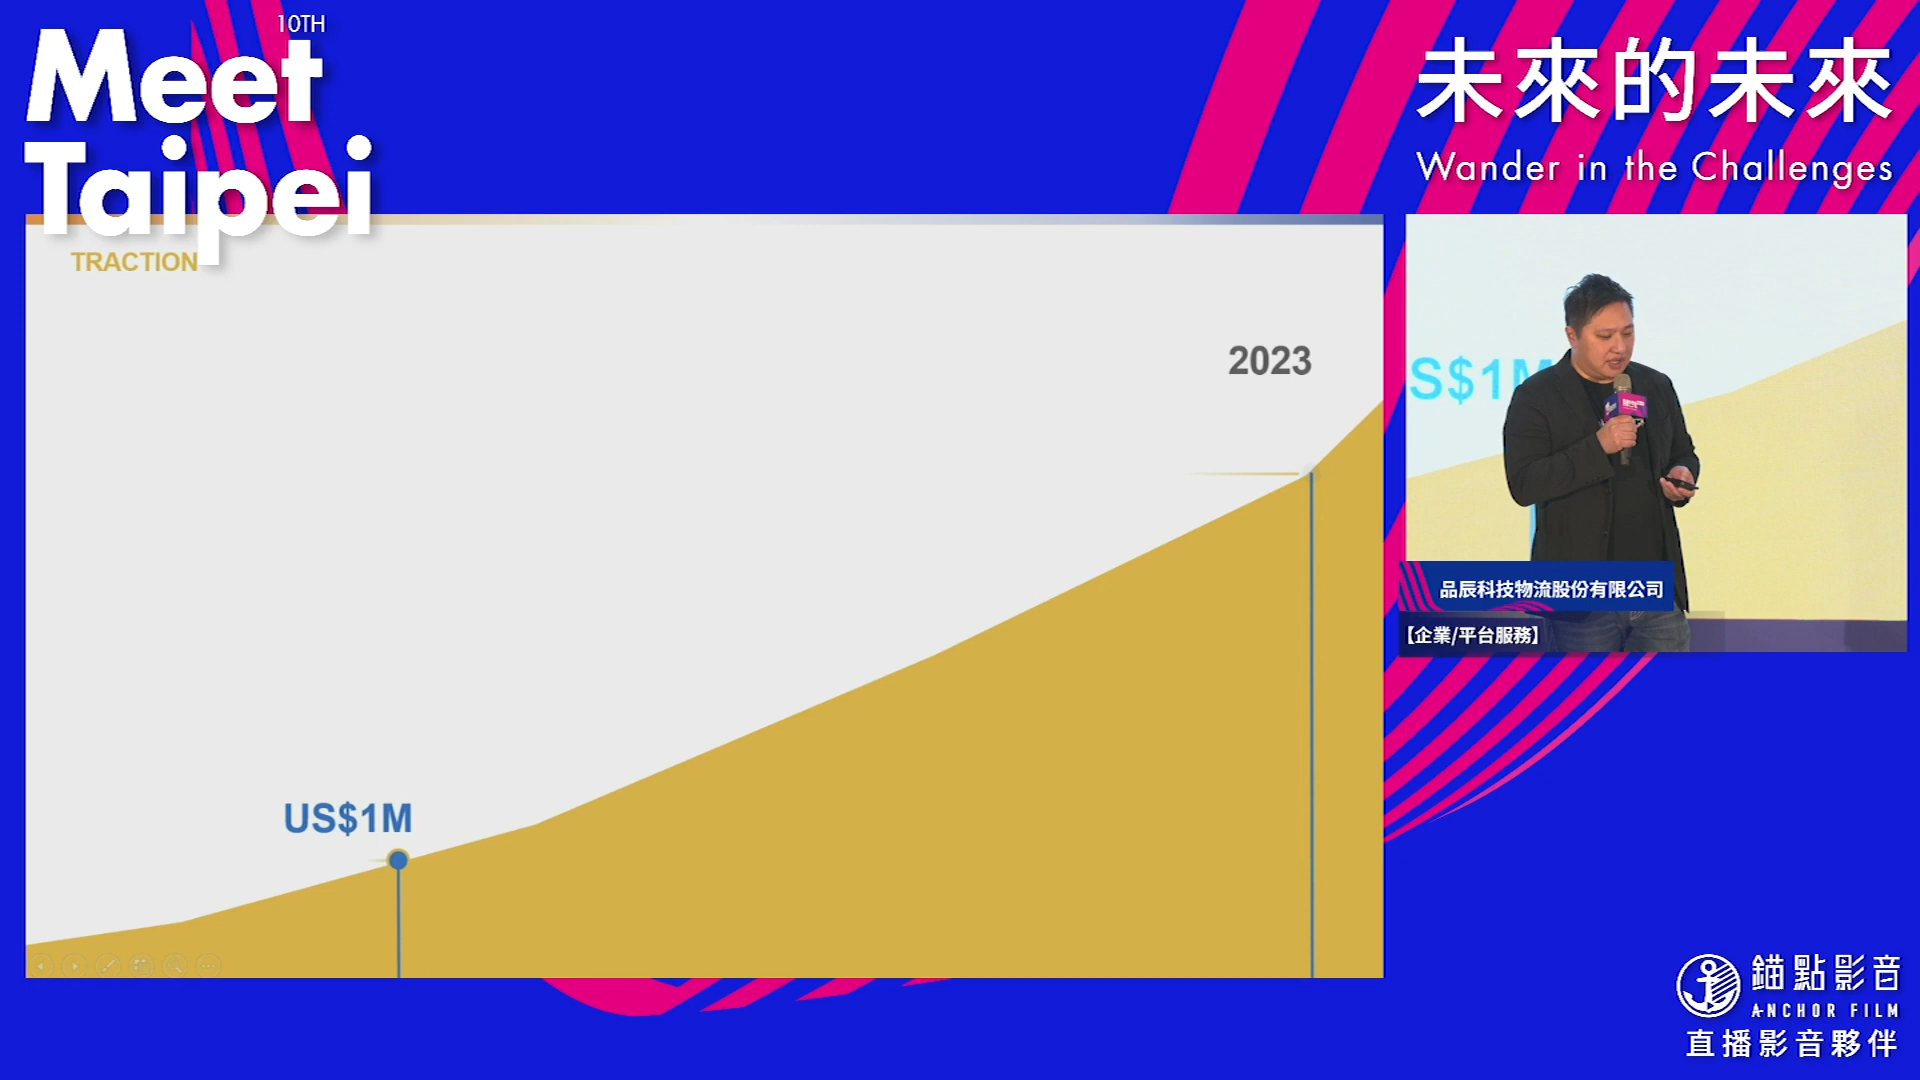 10TH
Meet
Taipei
未來的未來
Wander in the Challenges
TRACTION
2023
US$1M
S$1M
品辰科技物流股份有限公司
【企業/平台服務】
錨點影音
ANCHOR FILM
直播影音夥伴